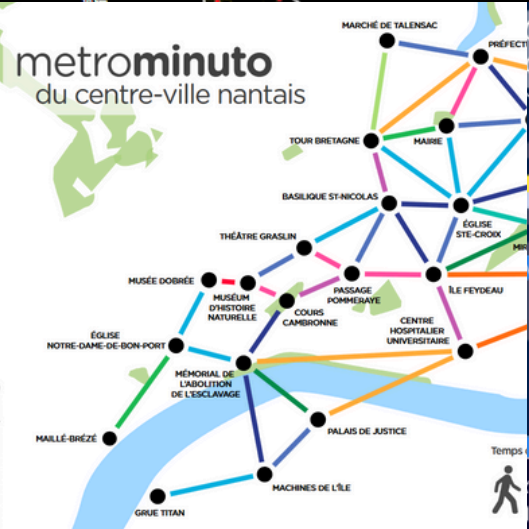 metrominuto
du centre-ville nantais
MARCHÉ DE TALENSAC
TOUR BRETAGNE
MAIRIE
BASILIQUE ST-NICOLAS
ÉGLISE
STE-CROIX
THÉÂTRE GRASLIN
MUSÉE DOBRÉE
MUSÉUM
D'HISTOIRE
NATURELLE
PASSAGE
POMMERAYE
ÎLE FEYDEAU
COURS
CAMBRONNE
CENTRE
HOSPITALIER
UNIVERSITAIRE
ÉGLISE
NOTRE-DAME-DE-BON-PORT
MÉMORIAL DE
L'ABOLITION
DE L'ESCLAVAGE
MAILLÉ-BRÉZÉ
PALAIS DE JUSTICE
Temps
MACHINES DE L'ÎLE
GRUE TITAN